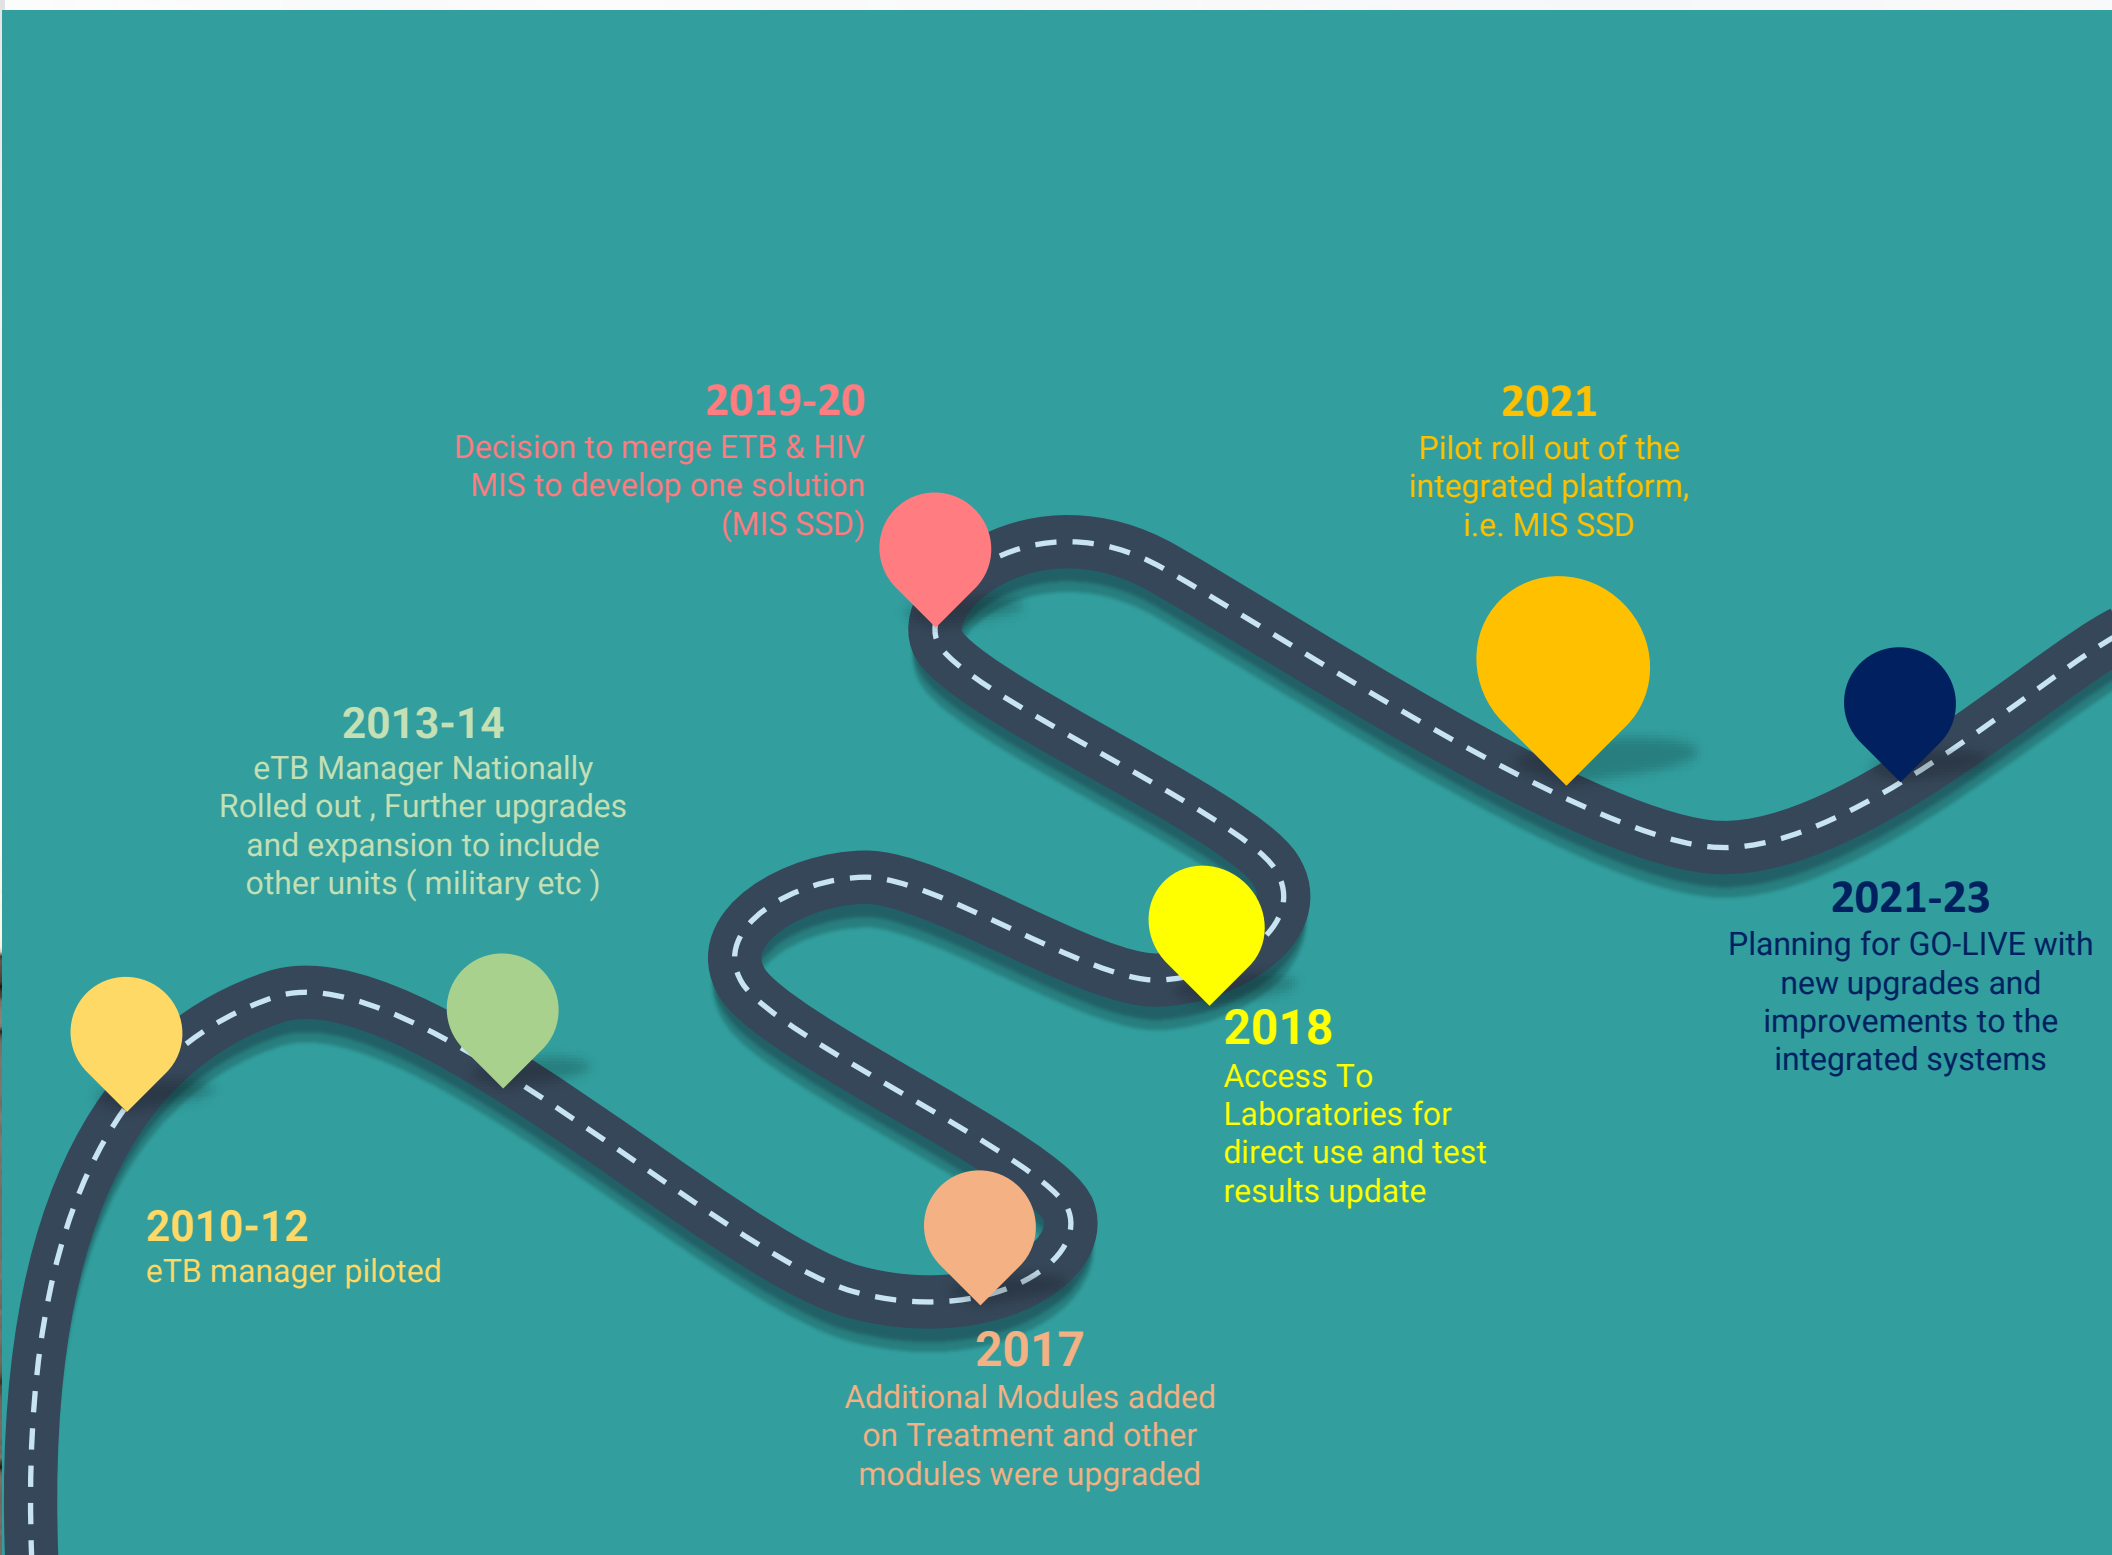 2010-12
eTB manager piloted
2013-14
eTB Manager Nationally
Rolled out , Further upgrades
and expansion to include
other units ( military etc )
2017
Additional Modules added
on Treatment and other
modules were upgraded
2018
Access To
Laboratories for
direct use and test
results update
2019-20
Decision to merge ETB & HIV
MIS to develop one solution
(MIS SSD)
2021
Pilot roll out of the
integrated platform,
i.e. MIS SSD
2021-23
Planning for GO-LIVE with
new upgrades and
improvements to the
integrated systems